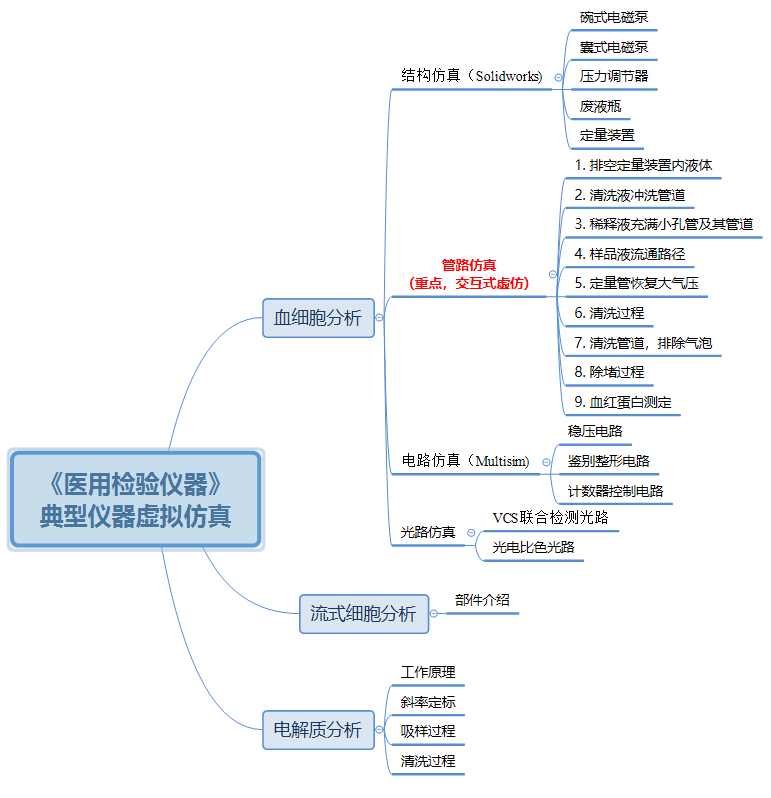 《医用检验仪器》
典型仪器虚拟仿真
血细胞分析
结构仿真（Solidworks)
碗式电磁泵
囊式电磁泵
压力调节器
废液瓶
定量装置
管路仿真
（重点，交互式虚仿）
1. 排空定量装置内液体
2. 清洗液冲洗管道
3. 稀释液充满小孔管及其管道
4. 样品液流通路径
5. 定量管恢复大气压
6. 清洗过程
7. 清洗管道，排除气泡
8. 除堵过程
9. 血红蛋白测定
电路仿真（Multisim)
稳压电路
鉴别整形电路
计数器控制电路
光路仿真
VCS联合检测光路
光电比色光路
流式细胞分析
部件介绍
电解质分析
工作原理
斜率定标
吸样过程
清洗过程